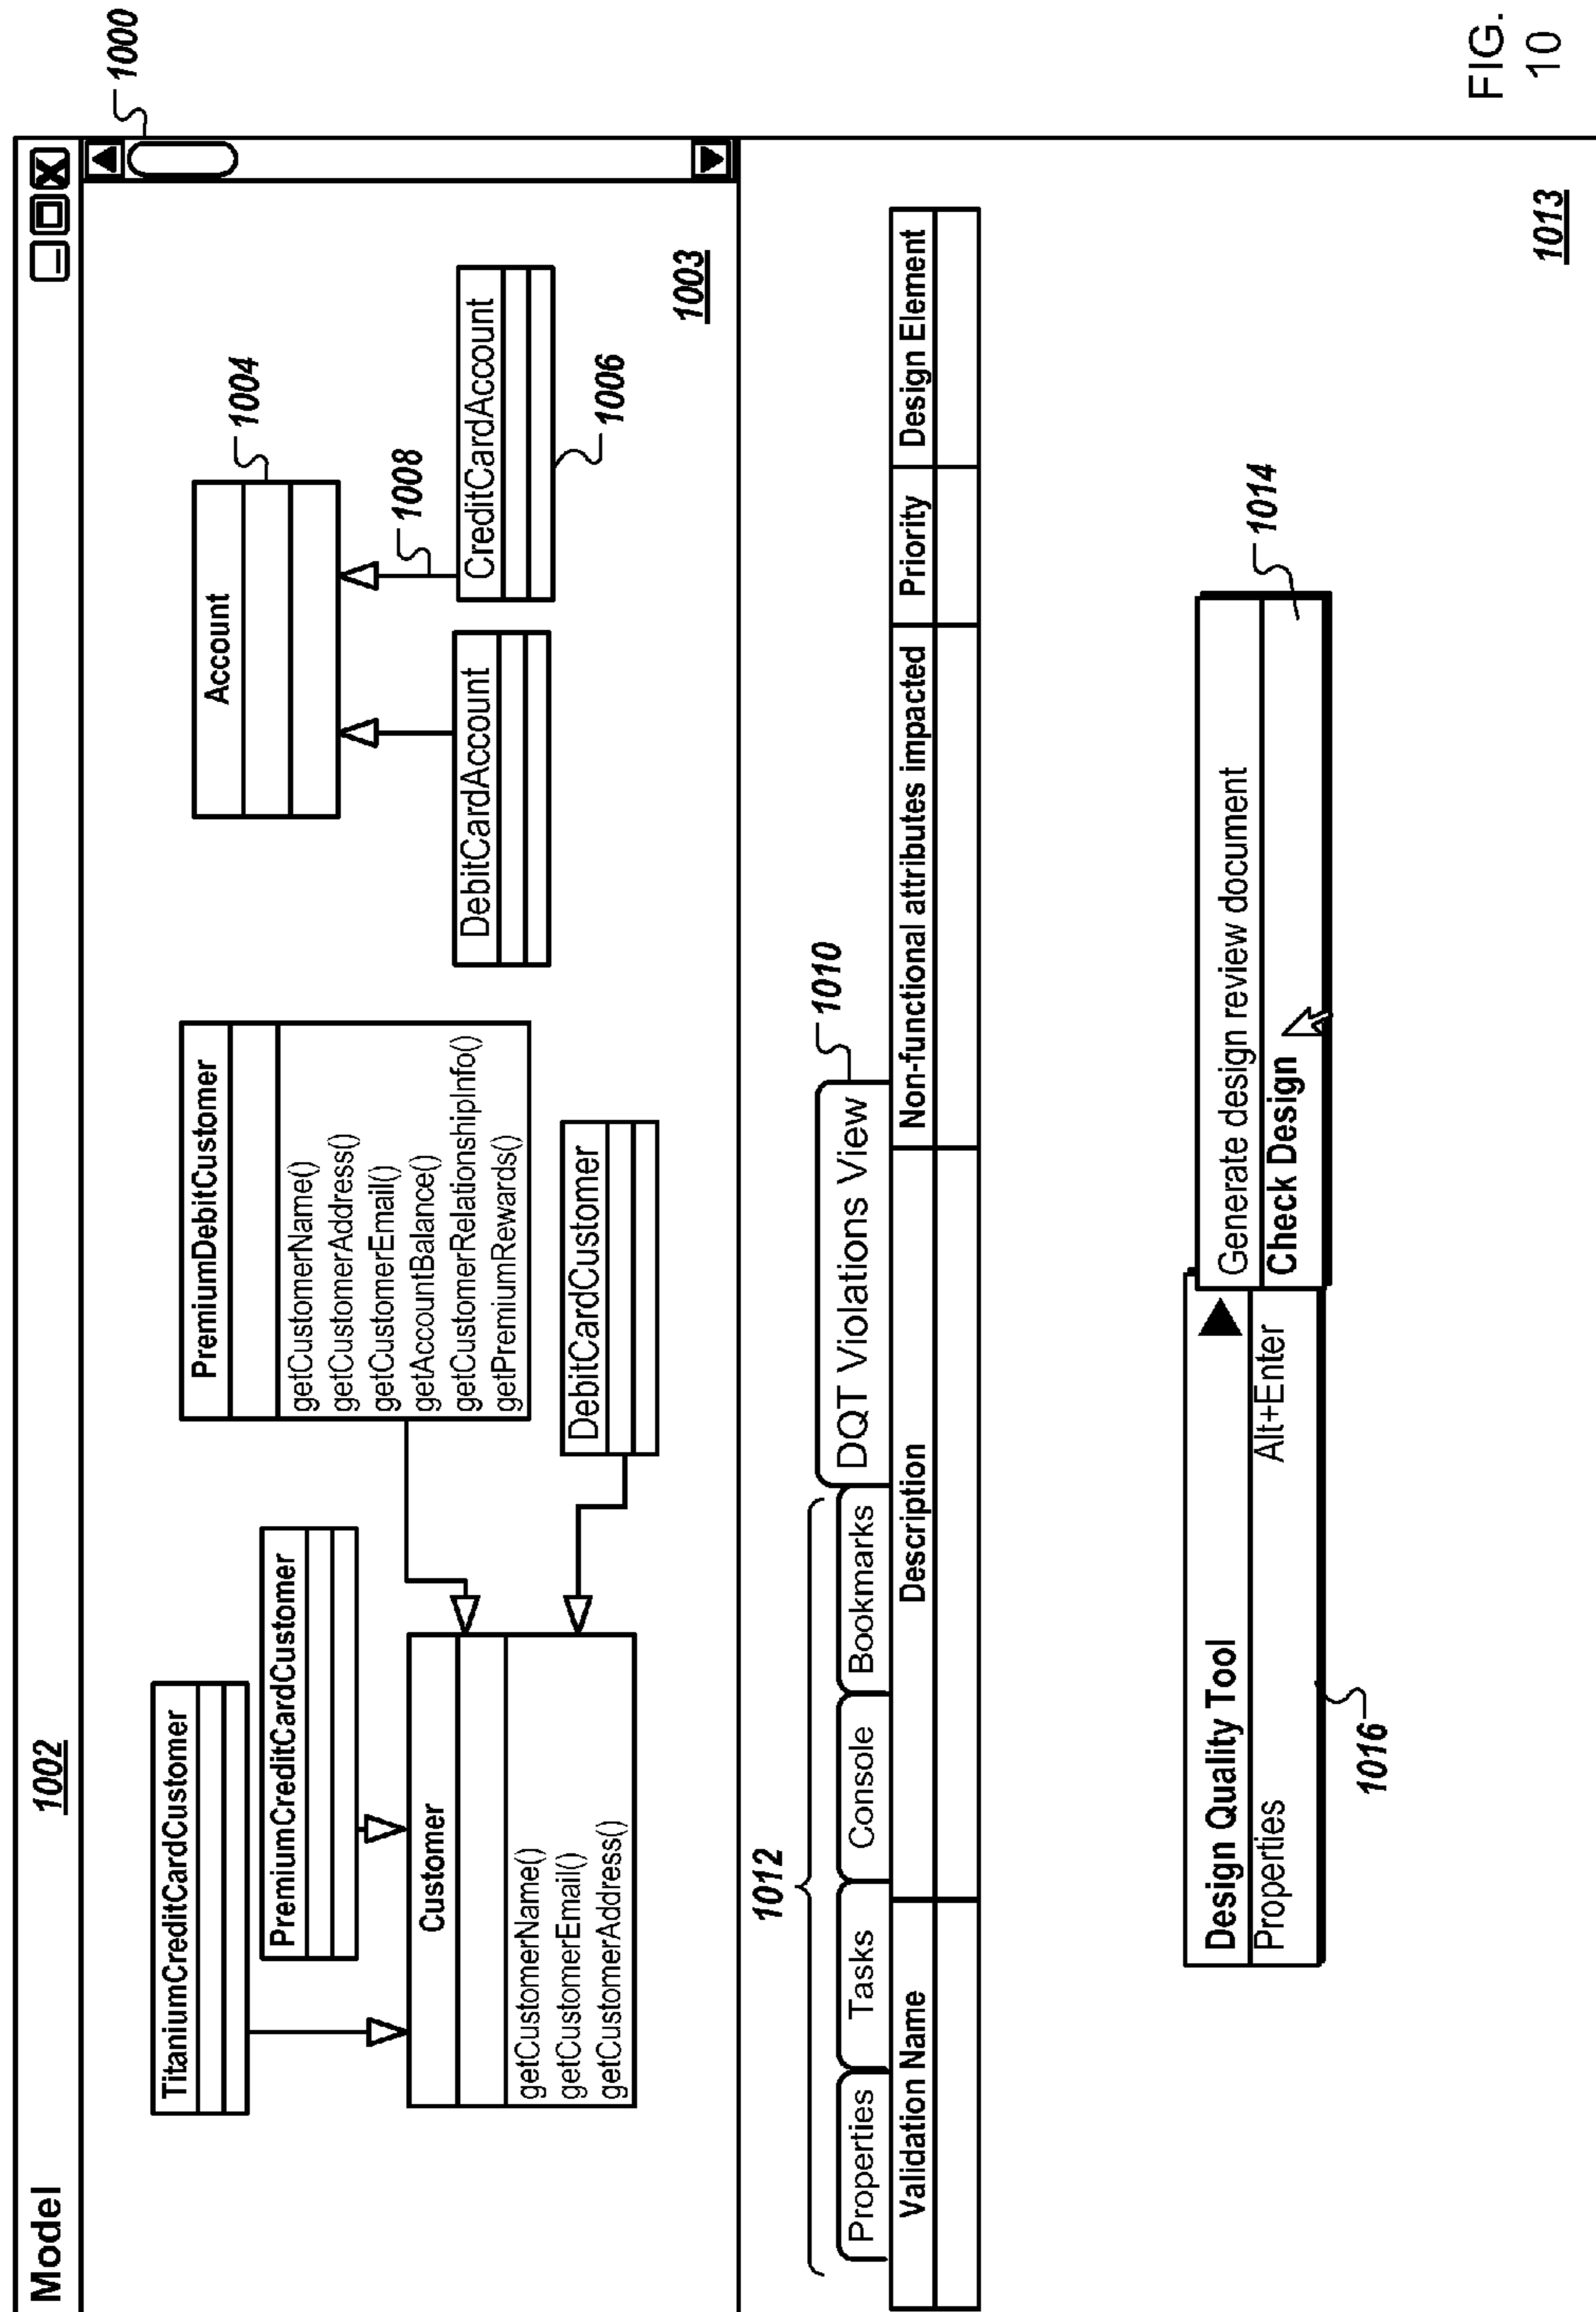 Model
1002
1000
TitaniumCreditCardCustomer
PremiumCreditCardCustomer
Customer
getCustomerName()
getCustomerEmail()
getCustomerAddress()
PremiumDebitCustomer
getCustomerName()
getCustomerAddress()
getCustomerEmail()
getAccountBalance()
getCustomerRelationshipInfo()
getPremiumRewards()
DebitCardCustomer
Account
1004
1008
DebitCardAccount
CreditCardAccount
1006
1003
1012
1010
Properties Tasks Console Bookmarks DQT Violations View
Validation Name Description Non-functional attributes impacted Priority Design Element
Design Quality Tool
Properties Alt+Enter
Generate design review document
Check Design
1014
1016
1013
FIG.
10